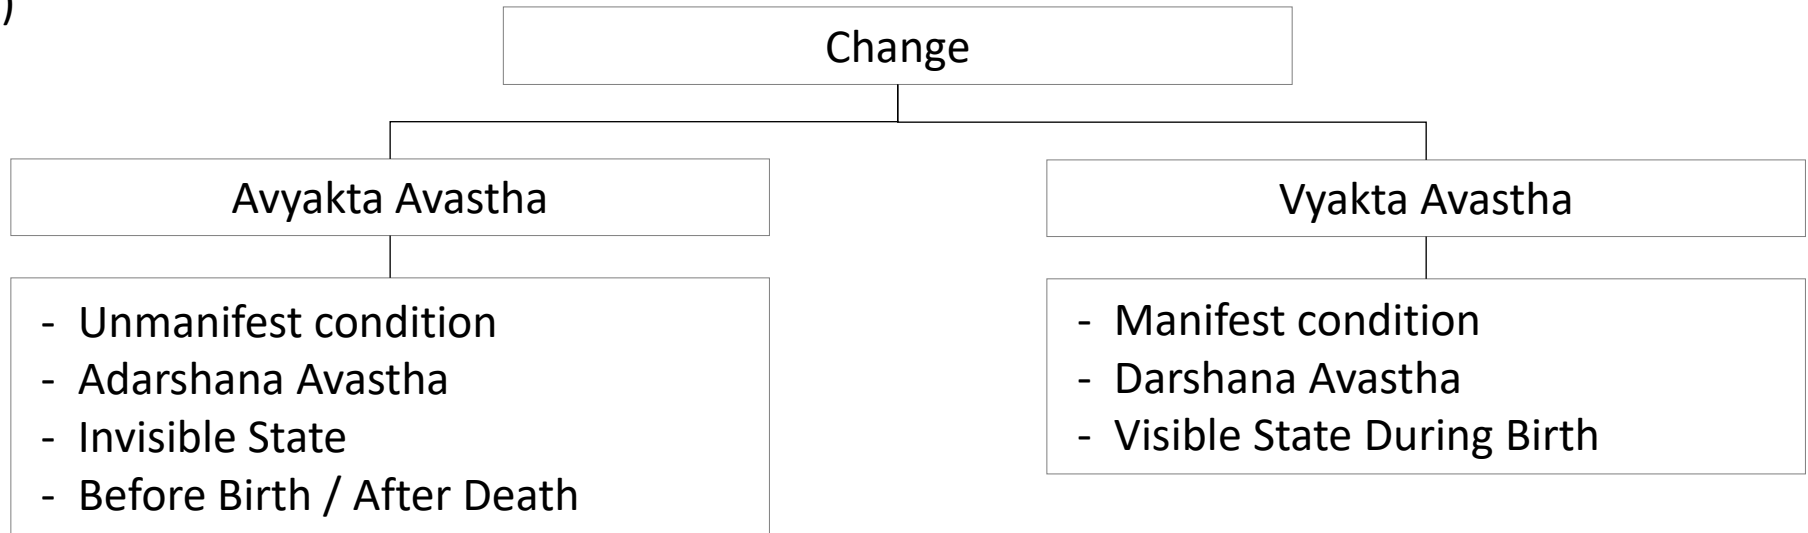 )
Change
Avyakta Avastha
Vyakta Avastha
- Unmanifest condition
- Adarshana Avastha
- Invisible State
- Before Birth / After Death
- Manifest condition
- Darshana Avastha
- Visible State During Birth